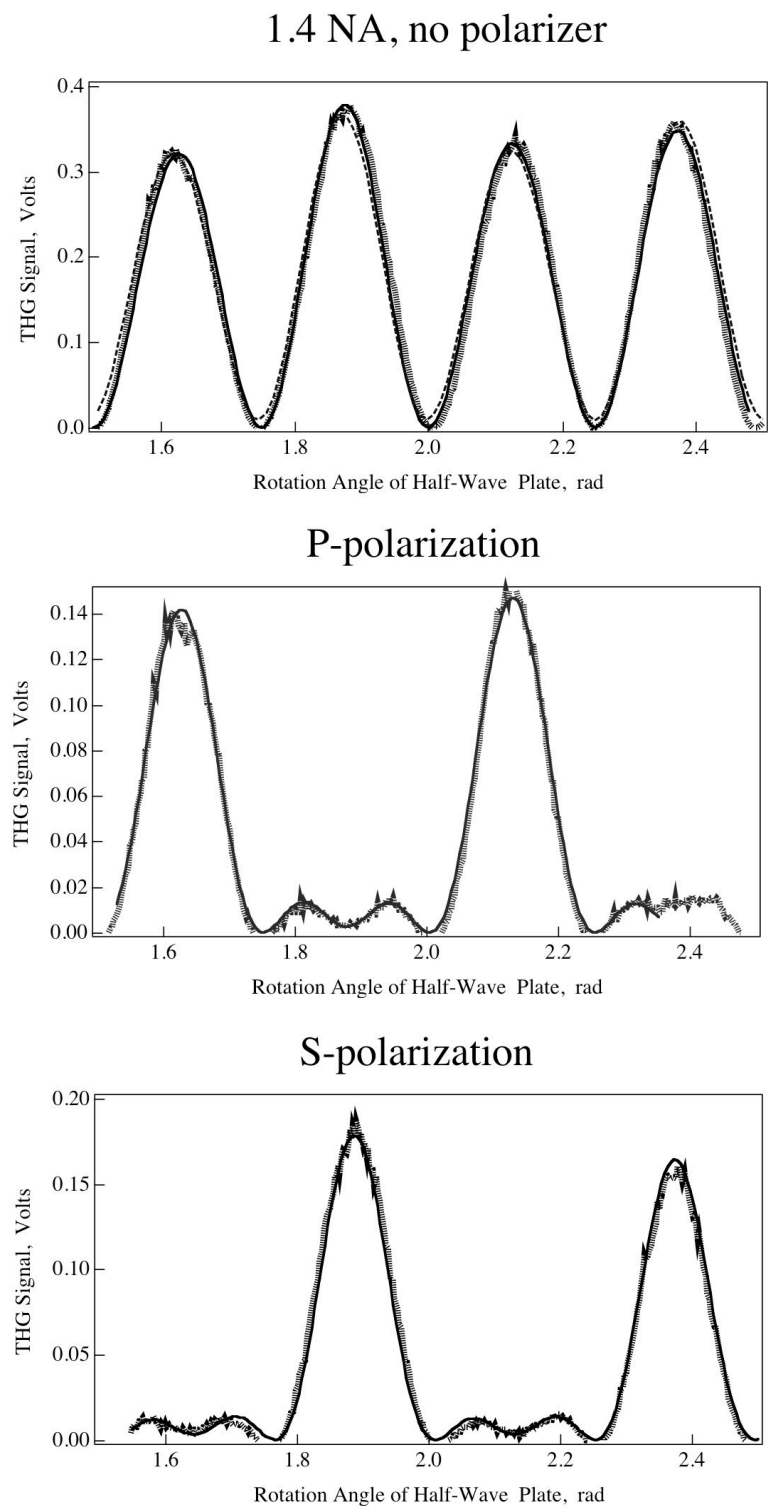 1.4 NA, no polarizer
0.4
0.3
0.2
0.1
0.0
THG Signal, Volts
1.6 1.8 2.0 2.2 2.4
Rotation Angle of Half-Wave Plate, rad
P-polarization
0.14
0.12
0.10
0.08
0.06
0.04
0.02
0.00
THG Signal, Volts
1.6 1.8 2.0 2.2 2.4
Rotation Angle of Half-Wave Plate, rad
S-polarization
0.20
0.15
0.10
0.05
0.00
THG Signal, Volts
1.6 1.8 2.0 2.2 2.4
Rotation Angle of Half-Wave Plate, rad